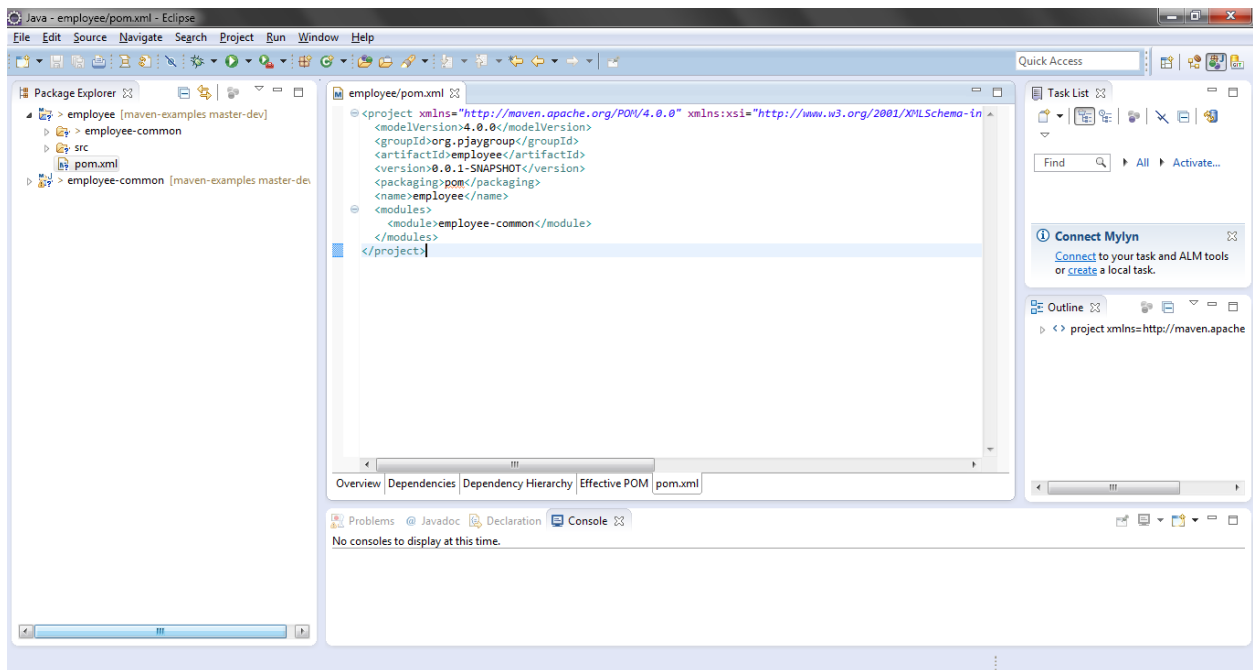 Java - employee/pom.xml - Eclipse
File Edit Source Navigate Search Project Run Window Help
Quick Access
Package Explorer
> employee [maven-examples master-dev]
> employee-common
> src
pom.xml
> employee-common [maven-examples master-dev
employee/pom.xml
<project xmlns="http://maven.apache.org/POM/4.0.0" xmlns:xsi="http://www.w3.org/2001/XMLSchema-in
<modelVersion>4.0.0</modelVersion>
<groupId>org.pjaygroup</groupId>
<artifactId>employee</artifactId>
<version>0.0.1-SNAPSHOT</version>
<packaging>pom</packaging>
<name>employee</name>
<modules>
<module>employee-common</module>
</modules>
</project>
Overview Dependencies Dependency Hierarchy Effective POM pom.xml
Problems @ Javadoc Declaration Console
No consoles to display at this time.
Task List
Find All Activate...
Connect Mylyn
Connect to your task and ALM tools
or create a local task.
Outline
<> project xmlns=http://maven.apache